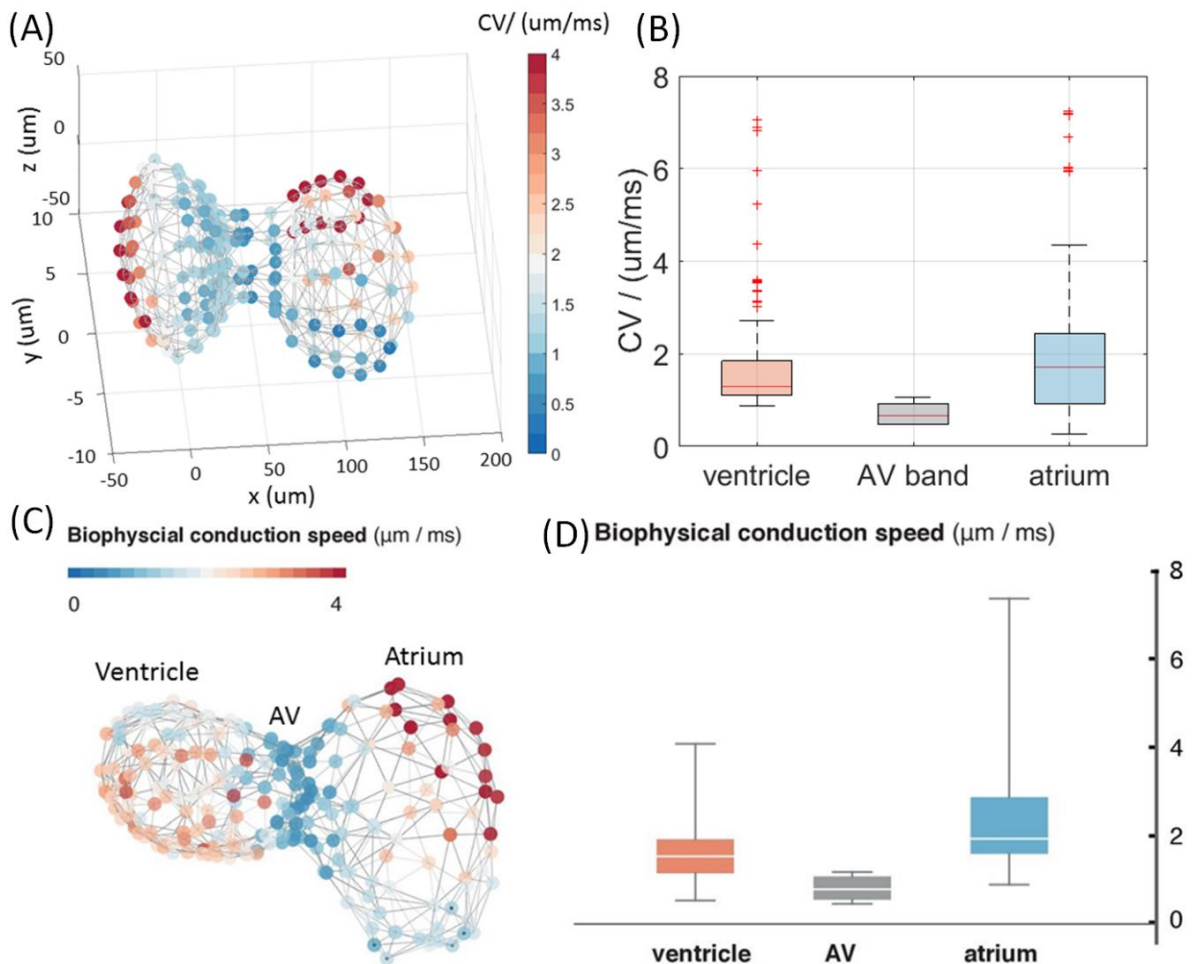 (A)
CV/ (um/ms)
50
0
-50
z (um)
10
5
0
-5
-10
y (um)
-50
0
50
100
150
200
x (um)
4
3.5
3
2.5
2
1.5
1
0.5
0
(B)
8
6
4
2
0
CV / (um/ms)
ventricle
AV band
atrium
(C)
Biophyscial conduction speed (μm / ms)
0
4
Ventricle
AV
Atrium
(D)
Biophysical conduction speed (μm / ms)
8
6
4
2
0
ventricle
AV
atrium